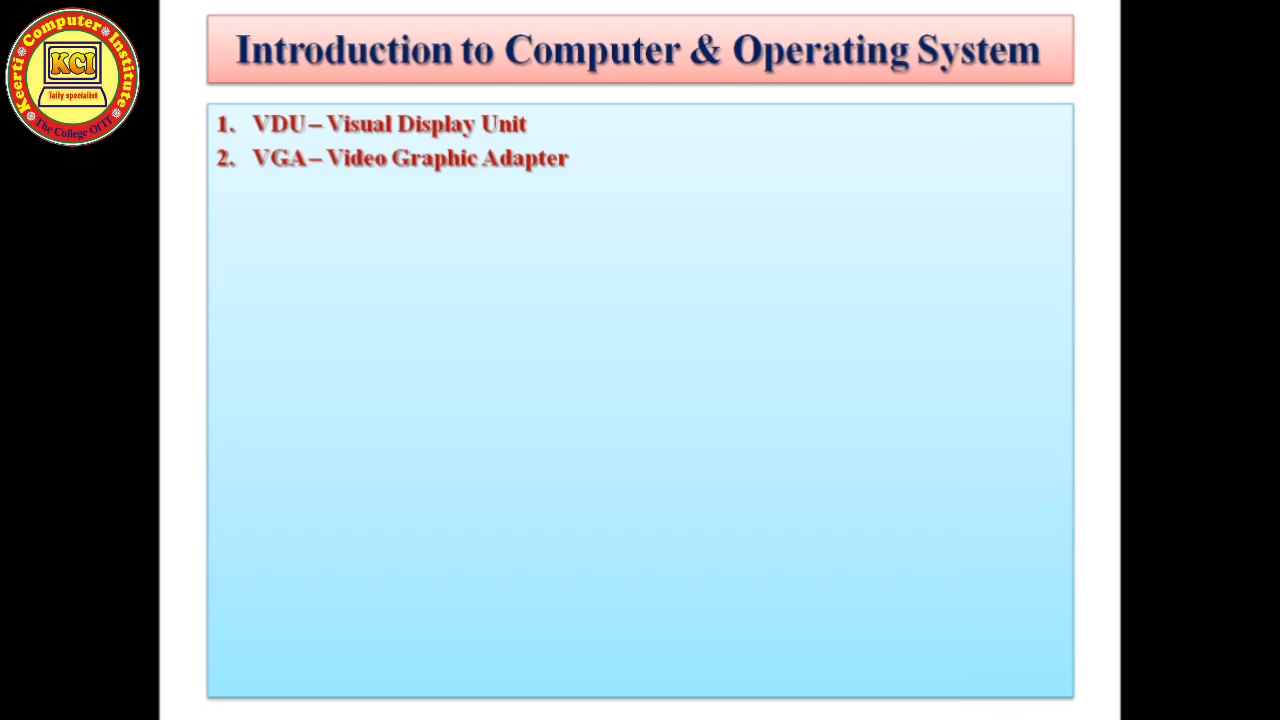 Keerti Computer Institute
KCI
Tally specialist
The College Of IT
Introduction to Computer & Operating System
1. VDU – Visual Display Unit
2. VGA – Video Graphic Adapter